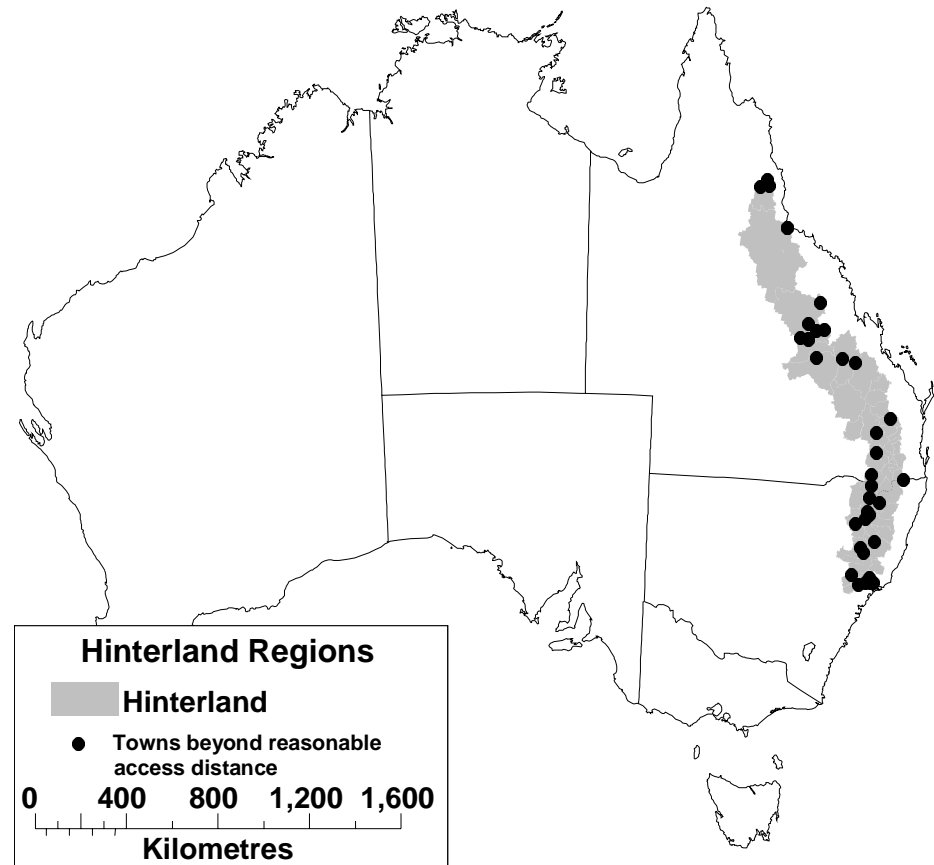 Hinterland Regions
Hinterland
Towns beyond reasonable
access distance
0 400 800 1,200 1,600
Kilometres